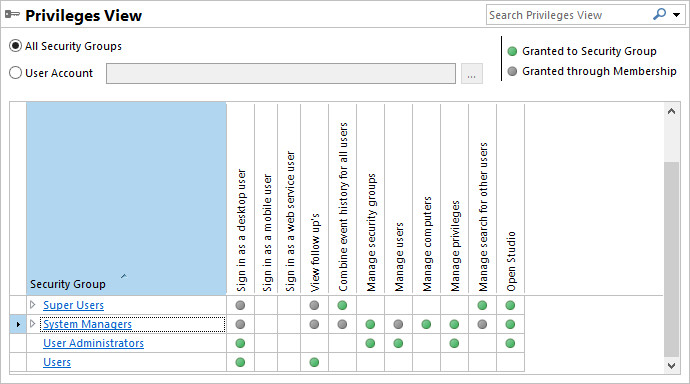 Privileges View
Search Privileges View
All Security Groups
User Account
...
Granted to Security Group
Granted through Membership
Security Group
Sign in as a desktop user
Sign in as a mobile user
Sign in as a web service user
View follow up's
Combine event history for all users
Manage security groups
Manage users
Manage computers
Manage privileges
Manage search for other users
Open Studio
Super Users
System Managers
User Administrators
Users